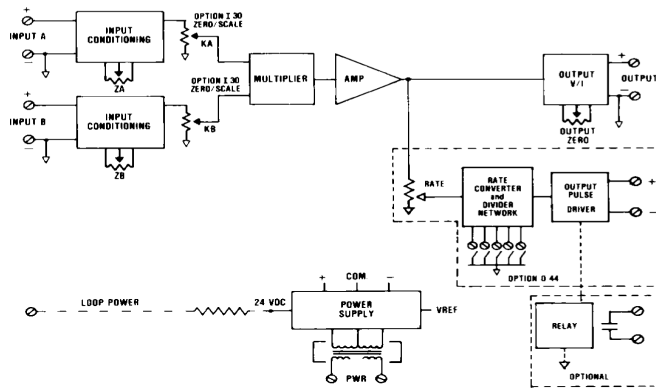 +
INPUT A
−
INPUT
CONDITIONING
ZA
OPTION I 30
ZERO/SCALE
KA
OPTION I 30
ZERO/SCALE
KB
+
INPUT B
−
INPUT
CONDITIONING
ZB
MULTIPLIER
AMP
OUTPUT
V/I
+
OUTPUT
−
OUTPUT
ZERO
RATE
RATE
CONVERTER
and
DIVIDER
NETWORK
OUTPUT
PULSE
DRIVER
+
−
OPTION 0 44
LOOP POWER
24 VDC
+ COM −
POWER
SUPPLY
VREF
PWR
RELAY
OPTIONAL